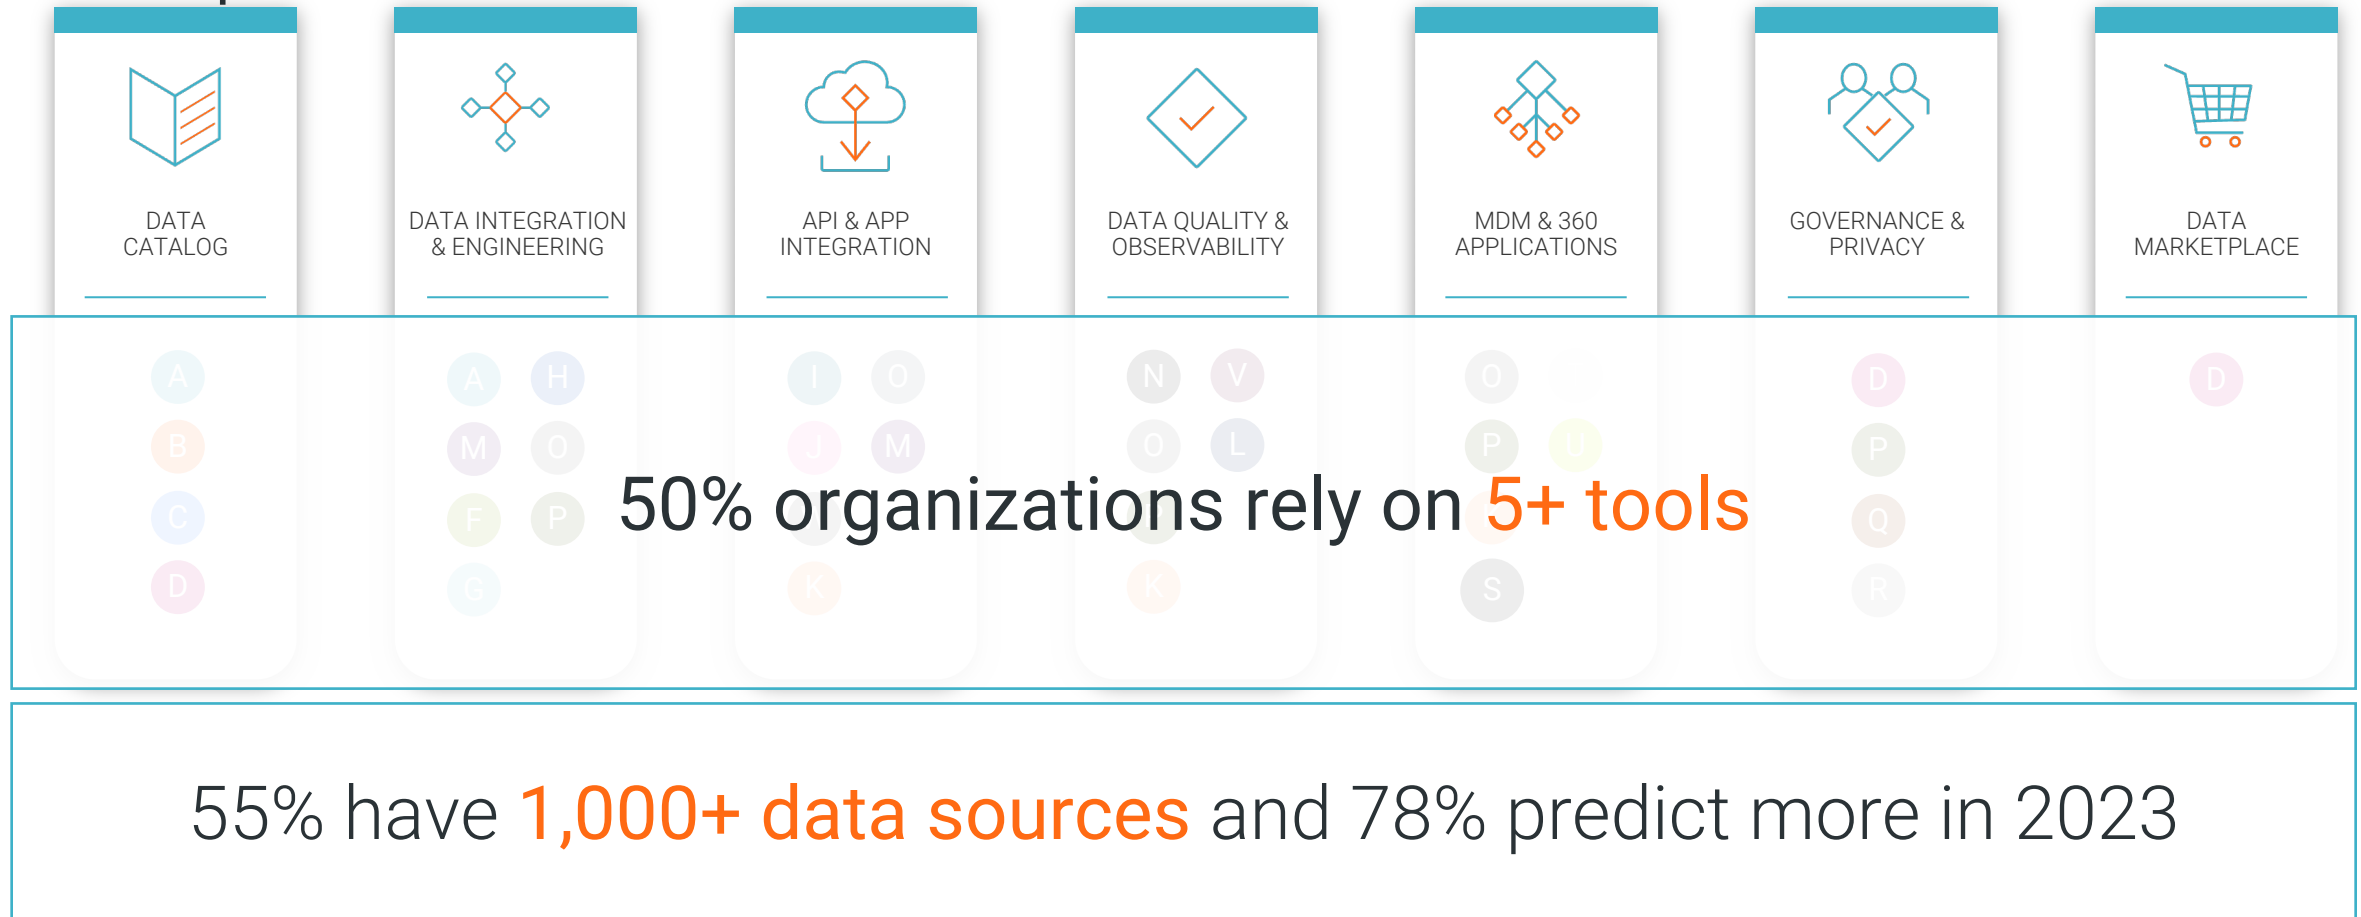 DATA
CATALOG
DATA INTEGRATION
& ENGINEERING
API & APP
INTEGRATION
DATA QUALITY &
OBSERVABILITY
MDM & 360
APPLICATIONS
GOVERNANCE &
PRIVACY
DATA
MARKETPLACE
A
A H
I O
N V
O
D
D
B
M O
J M
O L
P U
P
50% organizations rely on 5+ tools
C
F P
Q
D
G
K
K
S
R
55% have 1,000+ data sources and 78% predict more in 2023